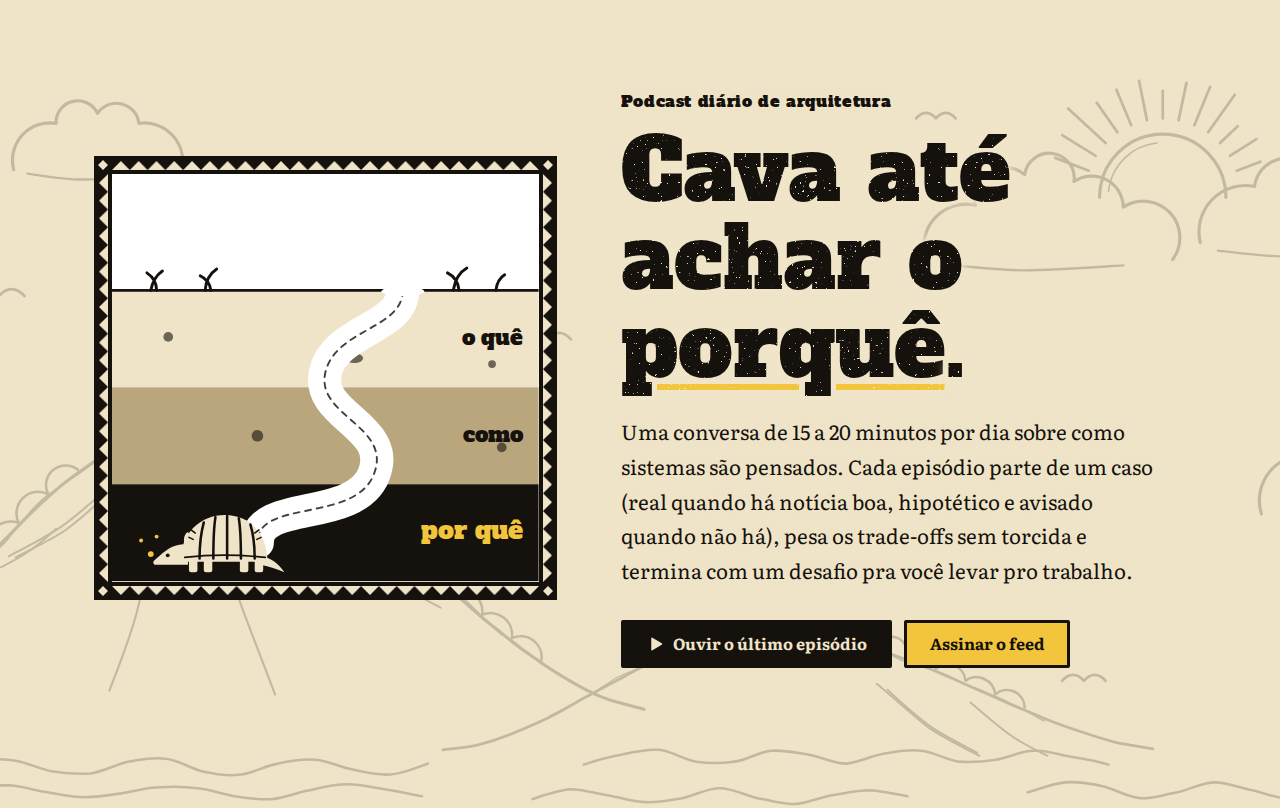 o quê
como
por quê
Podcast diário de arquitetura
Cava até
achar o
porquê.
Uma conversa de 15 a 20 minutos por dia sobre como
sistemas são pensados. Cada episódio parte de um caso
(real quando há notícia boa, hipotético e avisado
quando não há), pesa os trade-offs sem torcida e
termina com um desafio pra você levar pro trabalho.
Ouvir o último episódio
Assinar o feed